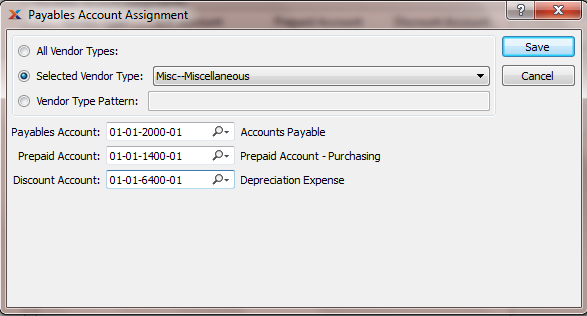 Payables Account Assignment
All Vendor Types:
Save
Selected Vendor Type: Misc--Miscellaneous
Cancel
Vendor Type Pattern:
Payables Account: 01-01-2000-01 Accounts Payable
Prepaid Account: 01-01-1400-01 Prepaid Account - Purchasing
Discount Account: 01-01-6400-01 Depreciation Expense